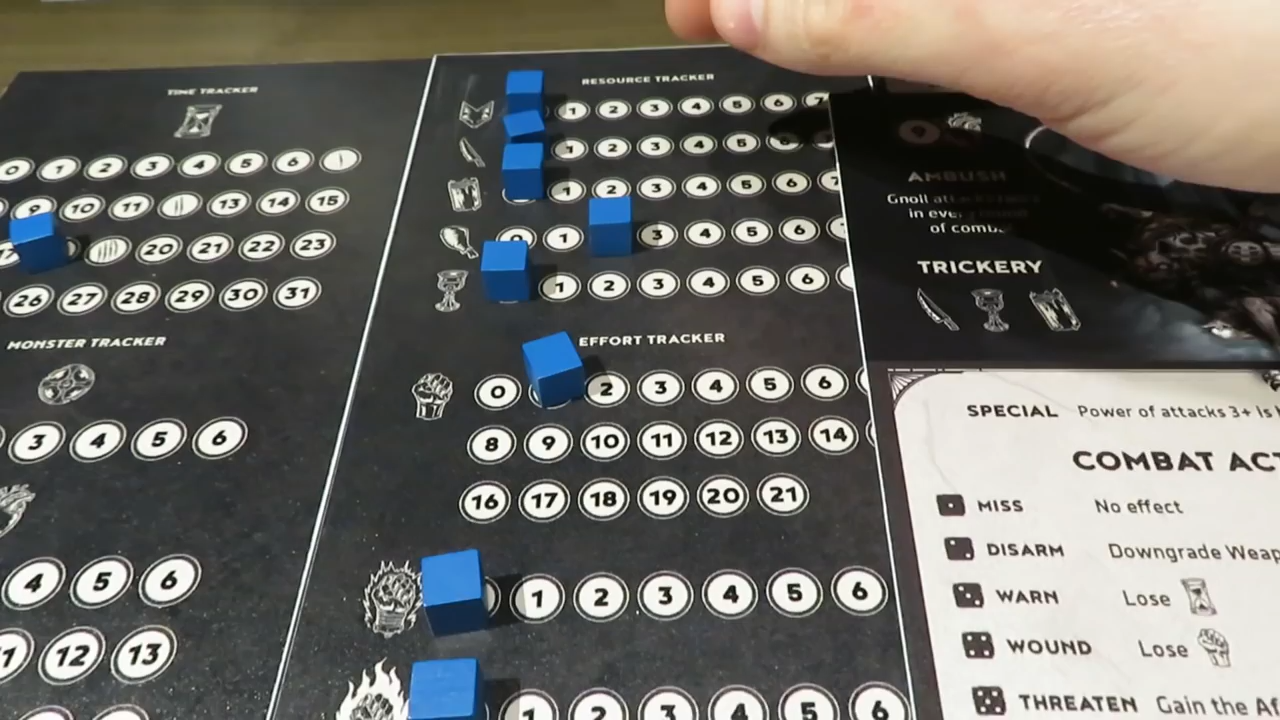 TIME TRACKER
0 1 2 3 4 5 6
9 10 11 13 14 15
17 20 21 22 23
26 27 28 29 30 31
MONSTER TRACKER
3 4 5 6
4 5 6
12 13
RESOURCE TRACKER
1 2 3 4 5 6 7
1 2 3 4 5 6
1 2 3 4 5 6 7
0 1 3 4 5 6
1 2 3 4 5 6
EFFORT TRACKER
0 2 3 4 5 6
8 9 10 11 12 13 14
16 17 18 19 20 21
1 2 3 4 5 6
1 2 3 4 5 6
AMBUSH
Gnoll
in every
of
TRICKERY
SPECIAL Power of attacks 3+ is
COMBAT
MISS No effect
DISARM Downgrade
WARN Lose
WOUND Lose
THREATEN Gain the